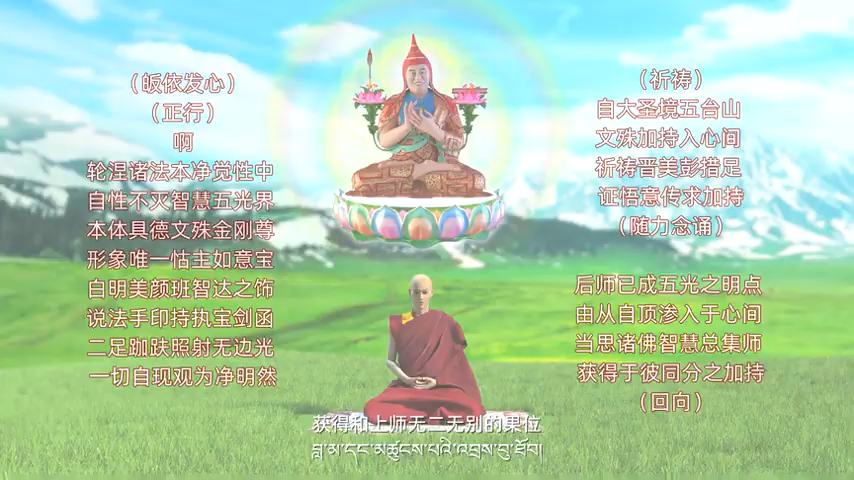 （皈依发心）
（正行）
啊
轮涅诸法本净觉性中
自性不灭智慧五光界
本体具德文殊金刚尊
形象唯一怙主如意宝
白明美颜班智达之饰
说法手印持执宝剑函
二足跏趺照射无边光
一切自现观为净明然
（祈祷）
自大圣境五台山
文殊加持入心间
祈祷晋美彭措足
证悟意传求加持
（随力念诵）
后师已成五光之明点
由从自顶渗入于心间
当思诸佛智慧总集师
获得于彼同分之加持
（回向）
获得和上师无二无别的果位
བླ་མ་དང་མཚུངས་པའི་འབྲས་བུ་ཐོབ།